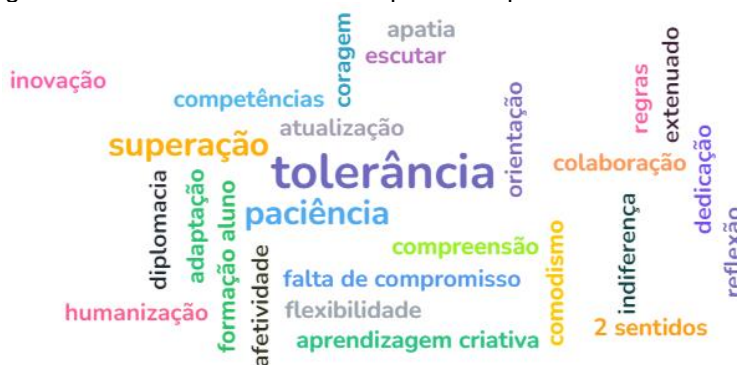 apatia
coragem
escutar
inovação
competências
regras
extenuado
atualização
orientação
superação
tolerância
colaboração
dedicação
diplomacia
adaptação
formação aluno
paciência
indiferença
reflexão
compreensão
comodismo
afetividade
falta de compromisso
humanização
flexibilidade
2 sentidos
aprendizagem criativa